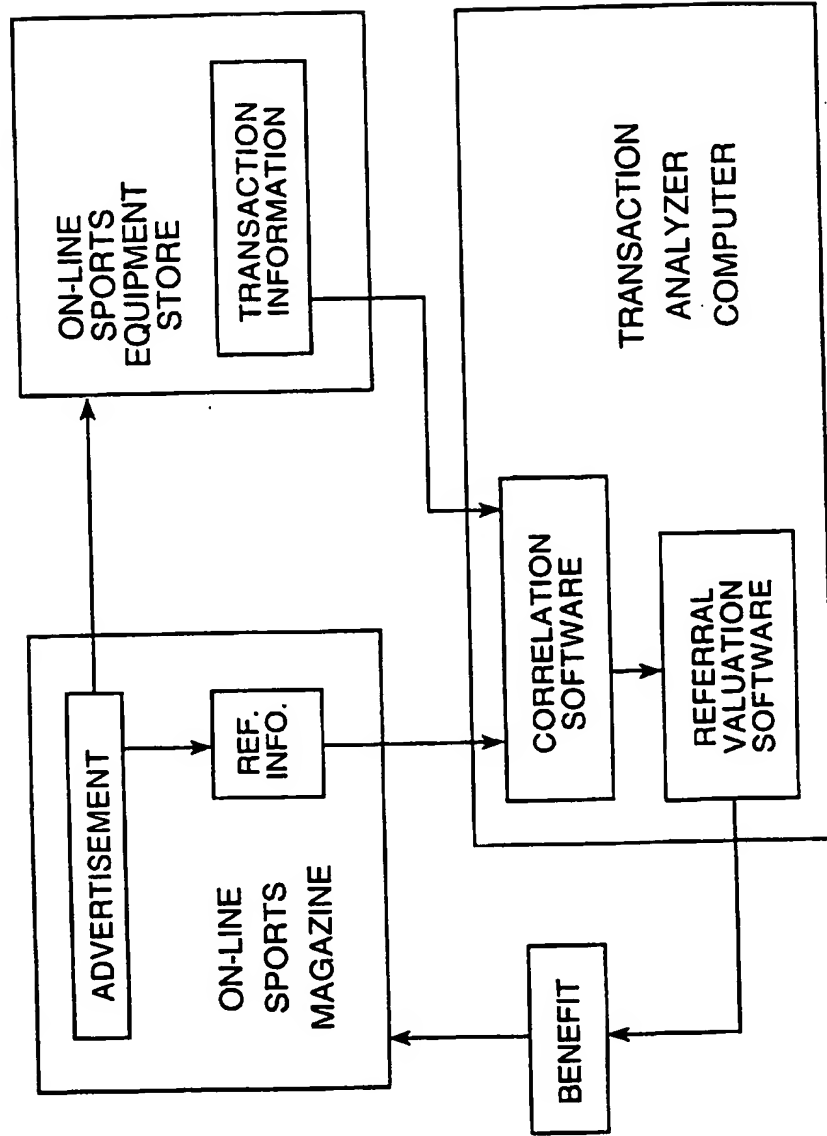 ADVERTISEMENT
REF.
INFO.
ON-LINE
SPORTS
MAGAZINE
ON-LINE
SPORTS
EQUIPMENT
STORE
TRANSACTION
INFORMATION
BENEFIT
CORRELATION
SOFTWARE
REFERRAL
VALUATION
SOFTWARE
TRANSACTION
ANALYZER
COMPUTER